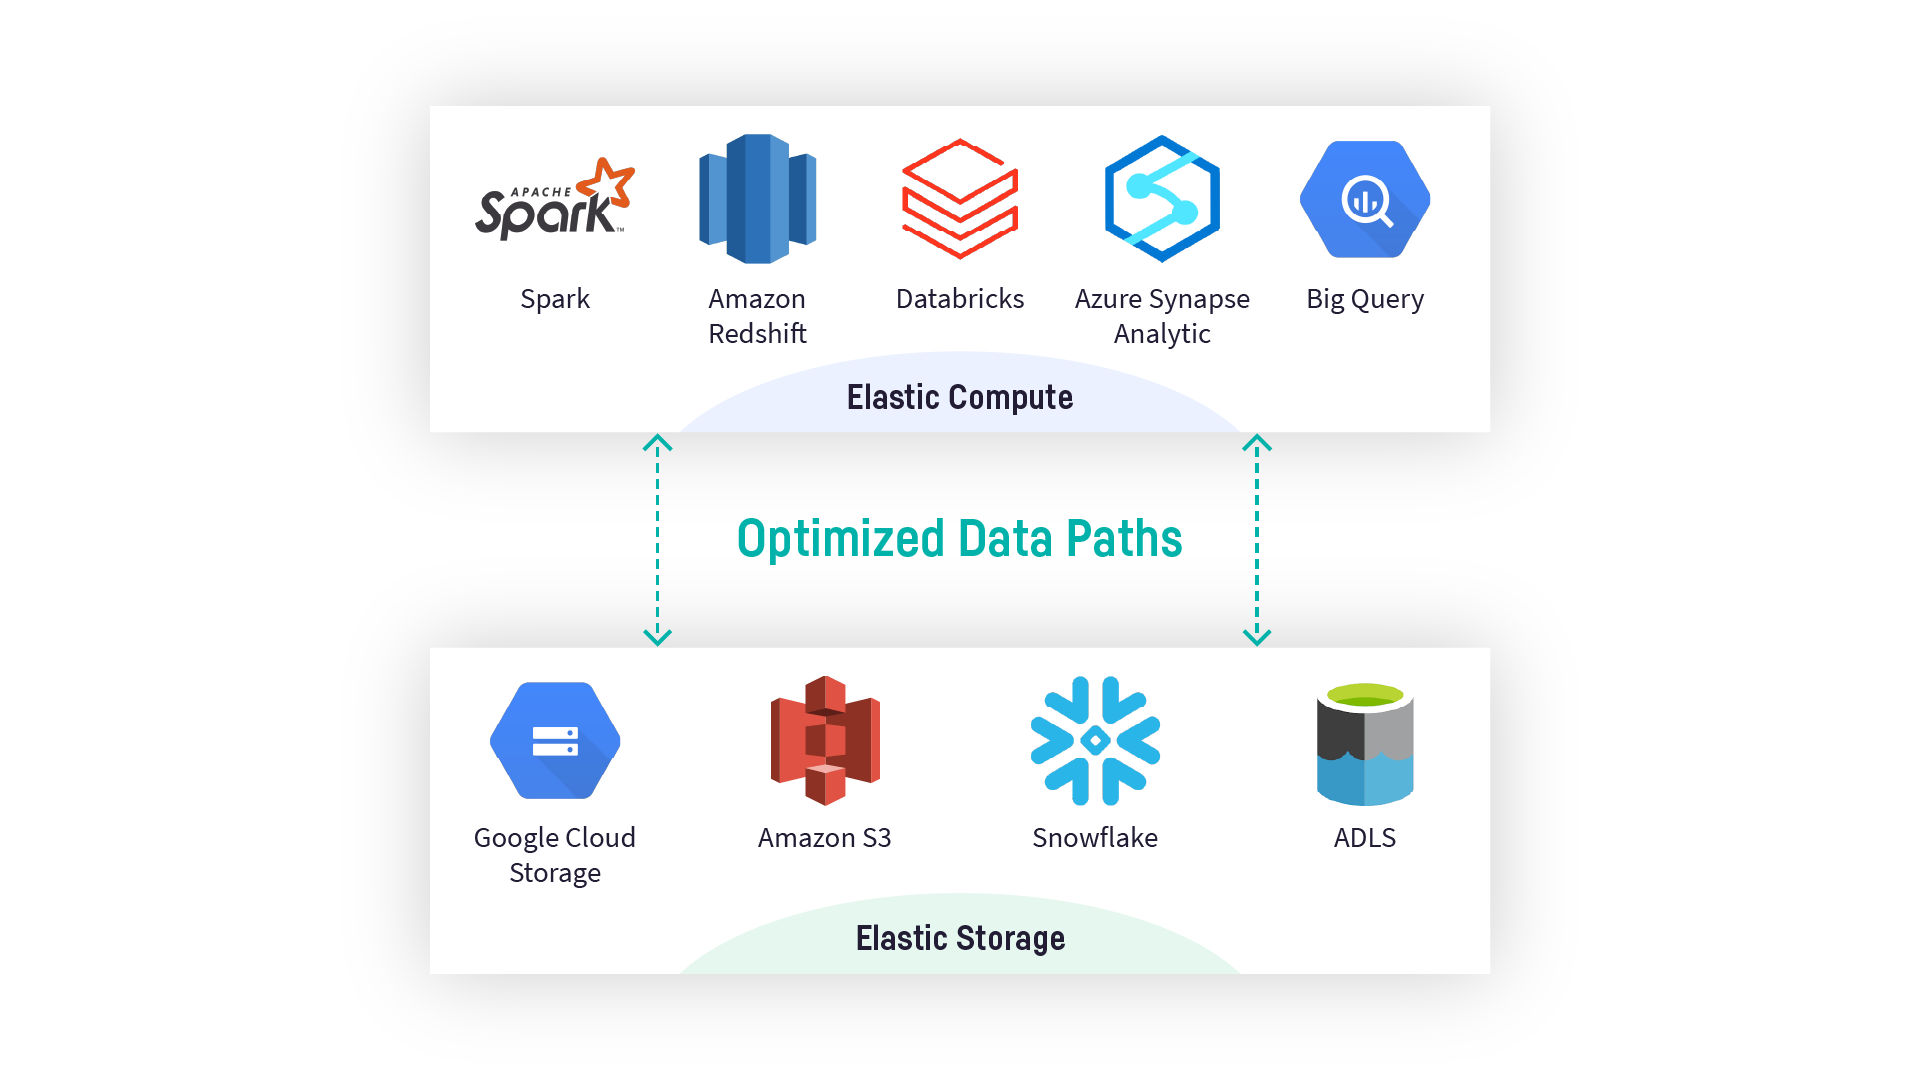 APACHE
Spark™
Spark
Amazon
Redshift
Databricks
Azure Synapse
Analytic
Big Query
Elastic Compute
Optimized Data Paths
Google Cloud
Storage
Amazon S3
Snowflake
ADLS
Elastic Storage